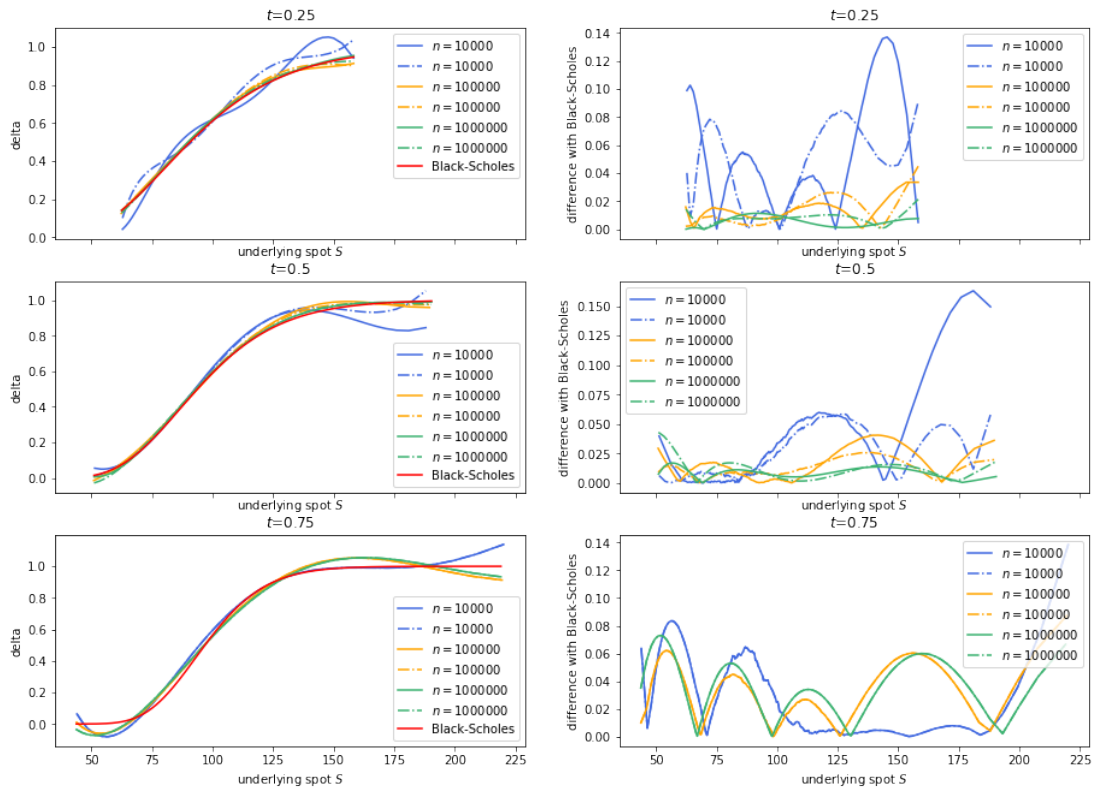 t=0.25
1.0
0.8
0.6
0.4
0.2
0.0
delta
n = 10000
n = 10000
n = 100000
n = 100000
n = 1000000
n = 1000000
Black-Scholes
underlying spot S
t=0.25
0.14
0.12
0.10
0.08
0.06
0.04
0.02
0.00
difference with Black-Scholes
n = 10000
n = 10000
n = 100000
n = 100000
n = 1000000
n = 1000000
underlying spot S
t=0.5
1.0
0.8
0.6
0.4
0.2
0.0
delta
n = 10000
n = 10000
n = 100000
n = 100000
n = 1000000
n = 1000000
Black-Scholes
underlying spot S
t=0.5
0.150
0.125
0.100
0.075
0.050
0.025
0.000
difference with Black-Scholes
n = 10000
n = 10000
n = 100000
n = 100000
n = 1000000
n = 1000000
underlying spot S
t=0.75
1.0
0.8
0.6
0.4
0.2
0.0
delta
n = 10000
n = 10000
n = 100000
n = 100000
n = 1000000
n = 1000000
Black-Scholes
50 75 100 125 150 175 200 225
underlying spot S
t=0.75
0.14
0.12
0.10
0.08
0.06
0.04
0.02
0.00
difference with Black-Scholes
n = 10000
n = 10000
n = 100000
n = 100000
n = 1000000
n = 1000000
50 75 100 125 150 175 200 225
underlying spot S